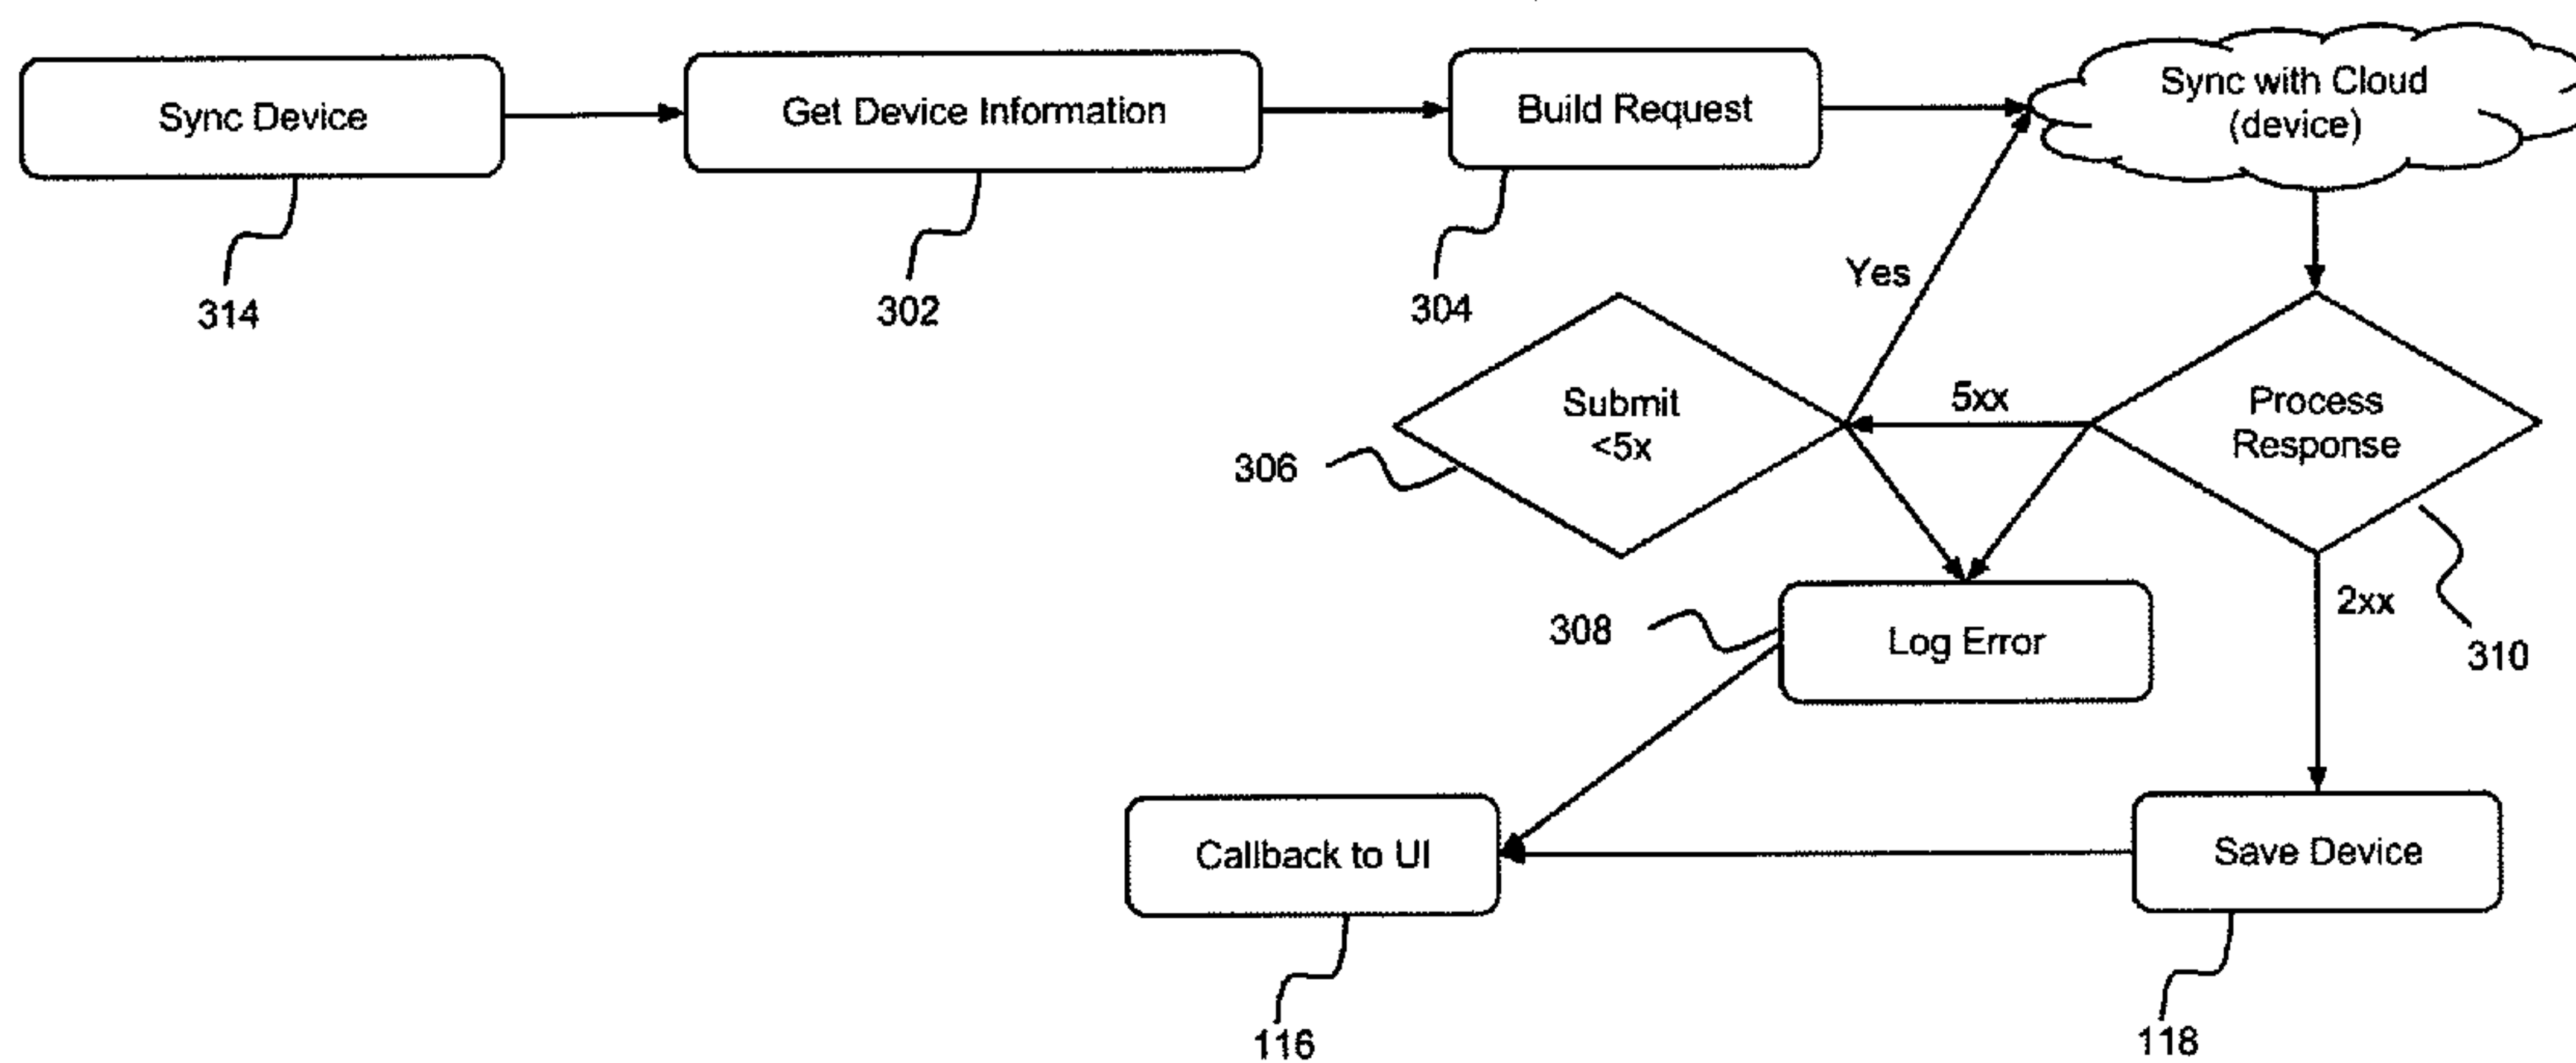 Sync Device
Get Device Information
Build Request
Sync with Cloud
(device)
314
302
304
Yes
Submit
<5x
5xx
Process
Response
306
308
Log Error
2xx
310
Callback to UI
Save Device
116
118